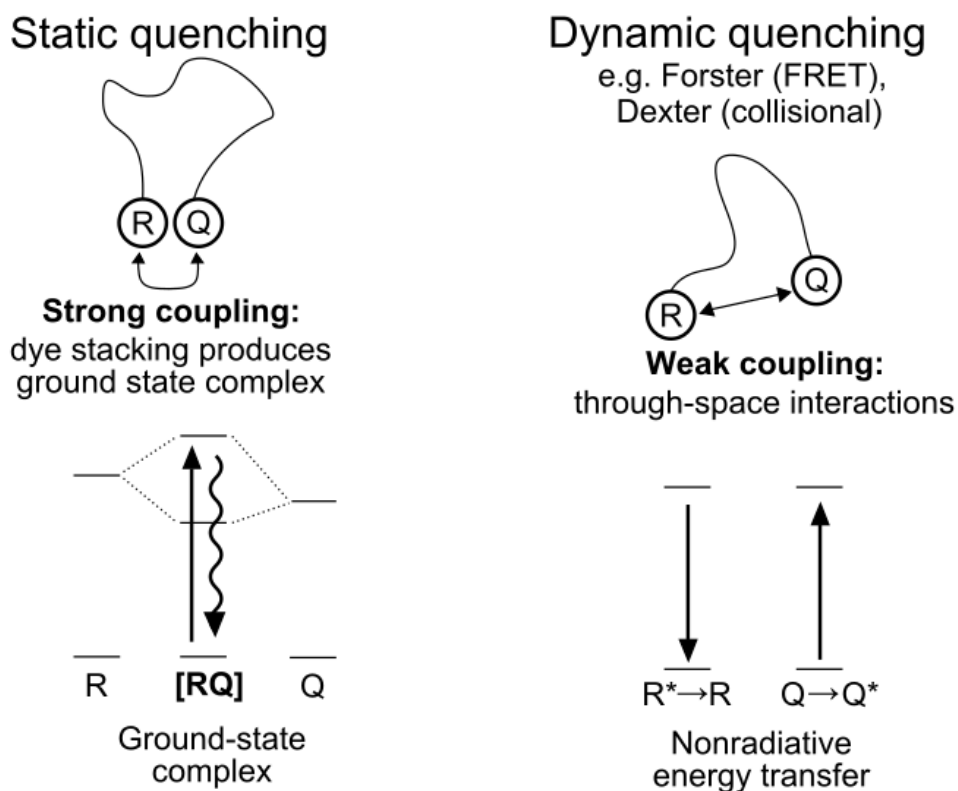 Static quenching
R Q
Strong coupling:
dye stacking produces
ground state complex
R [RQ] Q
Ground-state
complex
Dynamic quenching
e.g. Forster (FRET),
Dexter (collisional)
R Q
Weak coupling:
through-space interactions
R*→R Q→Q*
Nonradiative
energy transfer